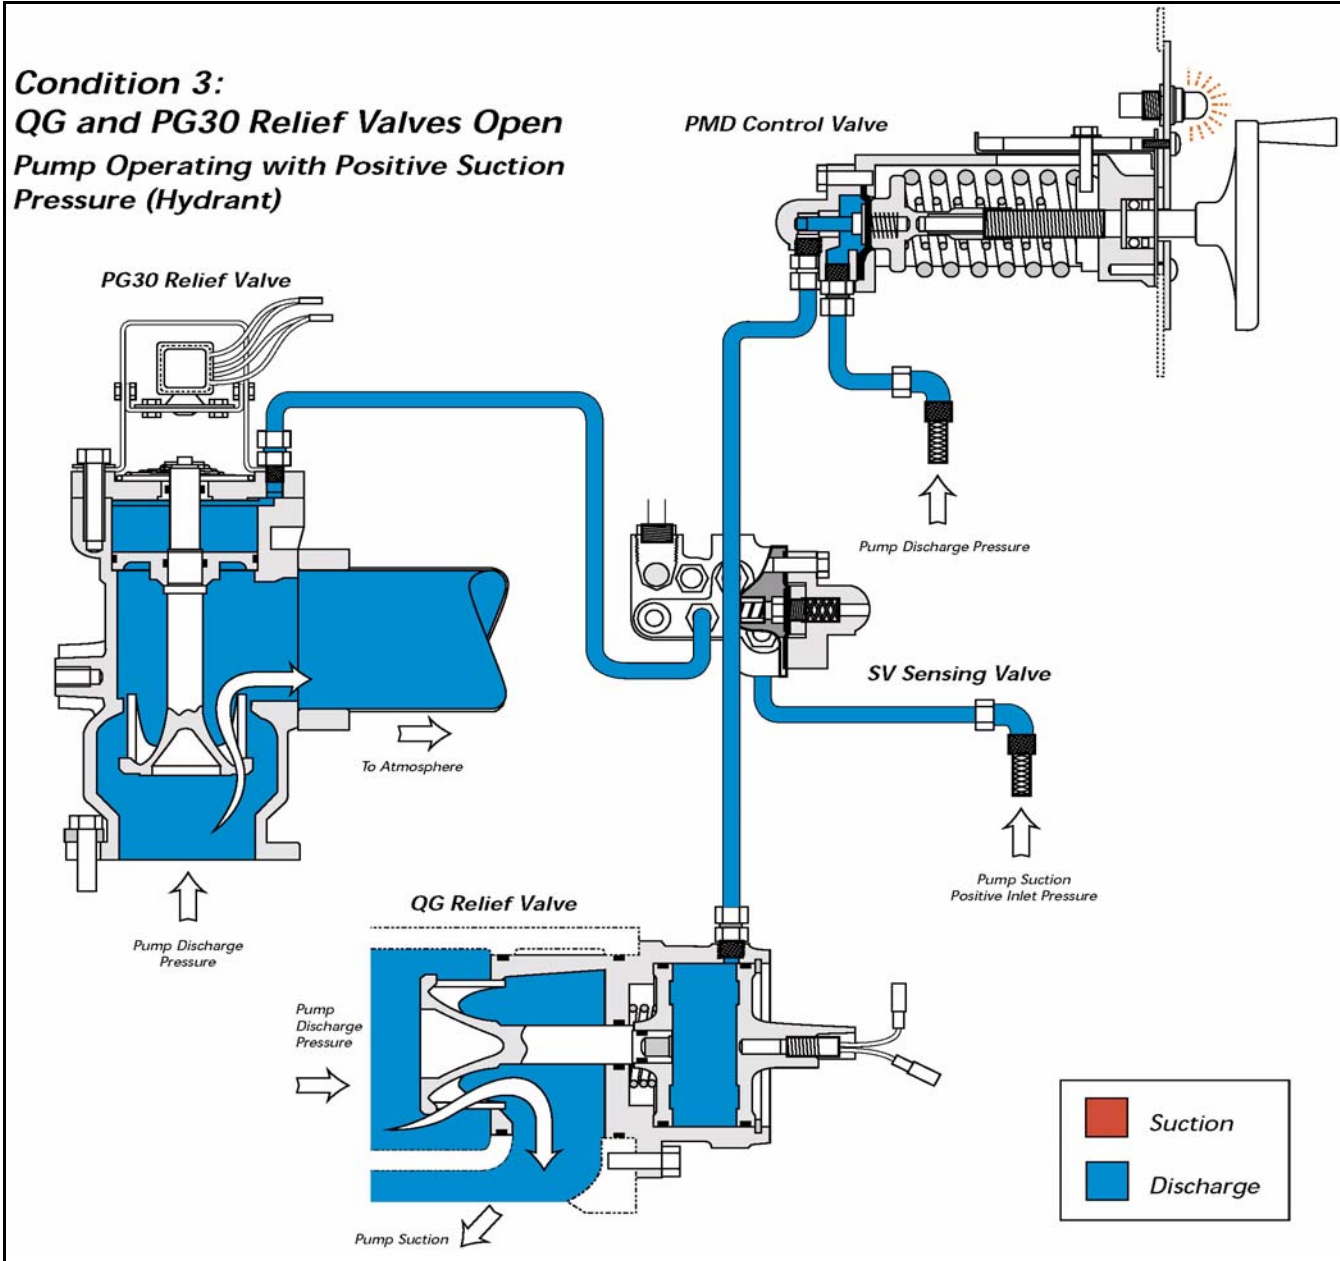 Condition 3:
QG and PG30 Relief Valves Open
Pump Operating with Positive Suction
Pressure (Hydrant)
PMD Control Valve
PG30 Relief Valve
Pump Discharge Pressure
SV Sensing Valve
To Atmosphere
Pump Suction
Positive Inlet Pressure
QG Relief Valve
Pump Discharge
Pressure
Pump
Discharge
Pressure
Suction
Discharge
Pump Suction